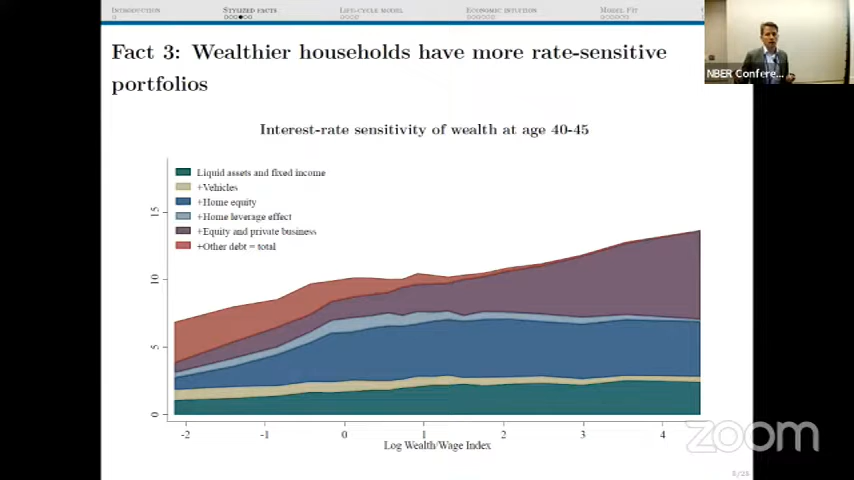 Introduction Stylized facts Life-cycle model Economic intuition Model Fit
Fact 3: Wealthier households have more rate-sensitive
portfolios
NBER Confere...
Interest-rate sensitivity of wealth at age 40-45
Liquid assets and fixed income
+Vehicles
+Home equity
+Home leverage effect
+Equity and private business
+Other debt = total
15
10
5
0
-2 -1 0 1 2 3 4
Log Wealth/Wage Index
zoom